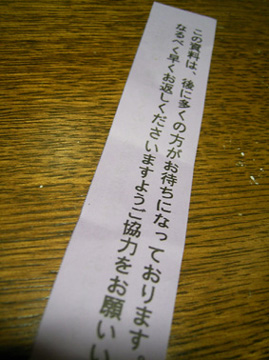 この資料は、後に多くの方がお待ちになっております。
なるべく早くお返しくださいますようご協力をお願いい